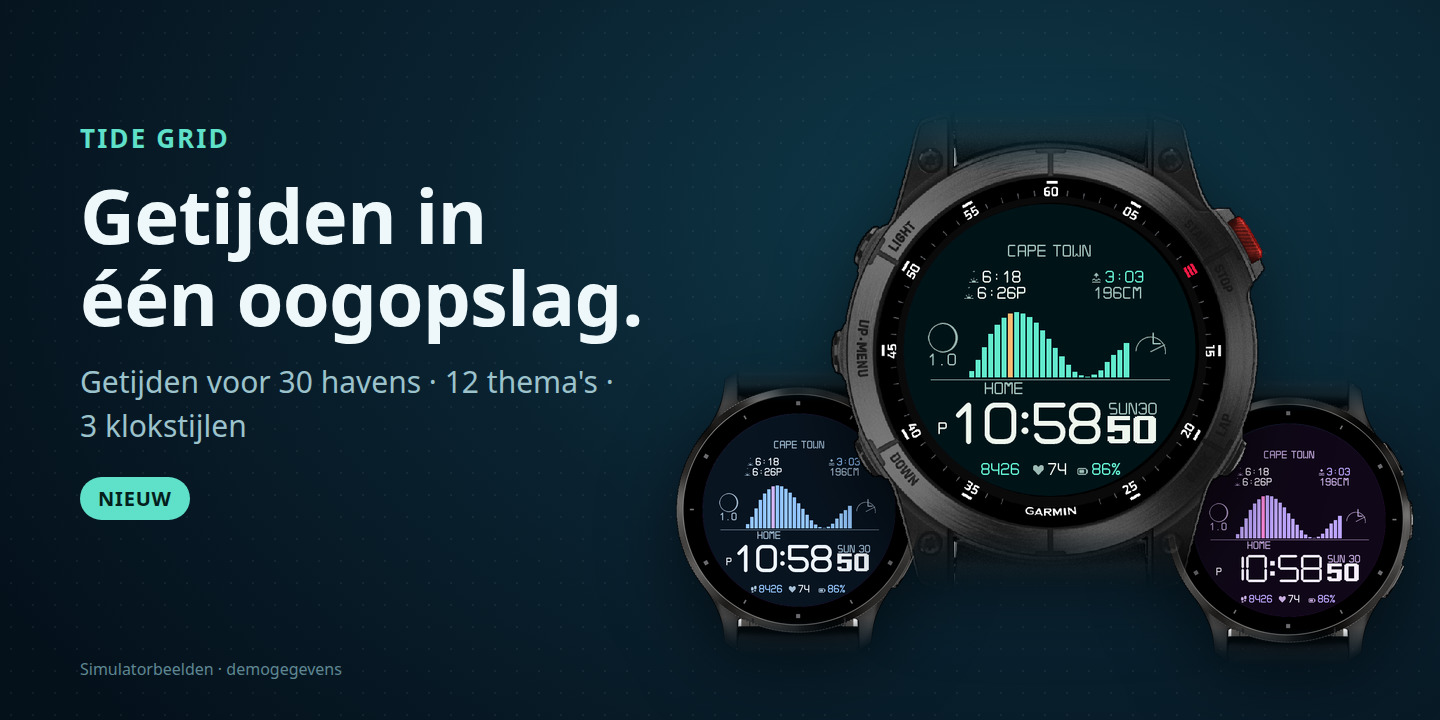 TIDE GRID
Getijden in
één oogopslag.
Getijden voor 30 havens · 12 thema's ·
3 klokstijlen
NIEUW
Simulatorbeelden · demogegevens
60
55
05
LIGHT
50
UP·MENU
45
15
STOP
40
20
LAP
DOWN
35
25
GARMIN
CAPE TOWN
6:18
3:03
6:26P
196CM
1.0
HOME
P 10:58 50
SUN30
8426 74 86%
CAPE TOWN
6:18
3:03
6:26P
196CM
1.0
HOME
P 10:58 50
SUN 30
8426 74 86%
CAPE TOWN
6:18
3:03
6:26P
196CM
1.0
HOME
P 10:58 50
SUN 30
8426 74 86%